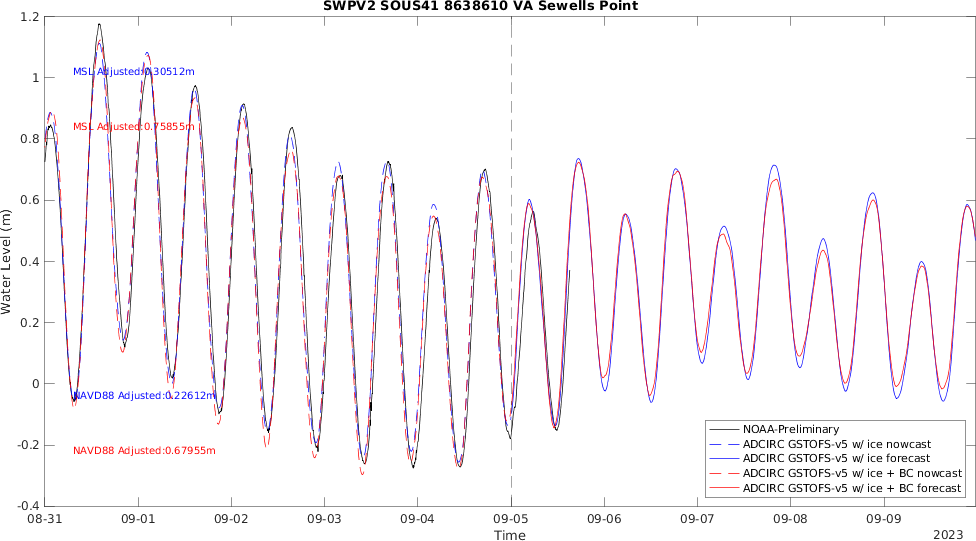 SWPV2 SOUS41 8638610 VA Sewells Point
1.2
1
0.8
0.6
0.4
0.2
0
-0.2
-0.4
Water Level (m)
MSL Adjusted:0.30512m
MSL Adjusted:0.75855m
NAVD88 Adjusted:0.22612m
NAVD88 Adjusted:0.67955m
NOAA-Preliminary
ADCIRC GSTOFS-v5 w/ ice nowcast
ADCIRC GSTOFS-v5 w/ ice forecast
ADCIRC GSTOFS-v5 w/ ice + BC nowcast
ADCIRC GSTOFS-v5 w/ ice + BC forecast
08-31 09-01 09-02 09-03 09-04 09-05 09-06 09-07 09-08 09-09
Time
2023